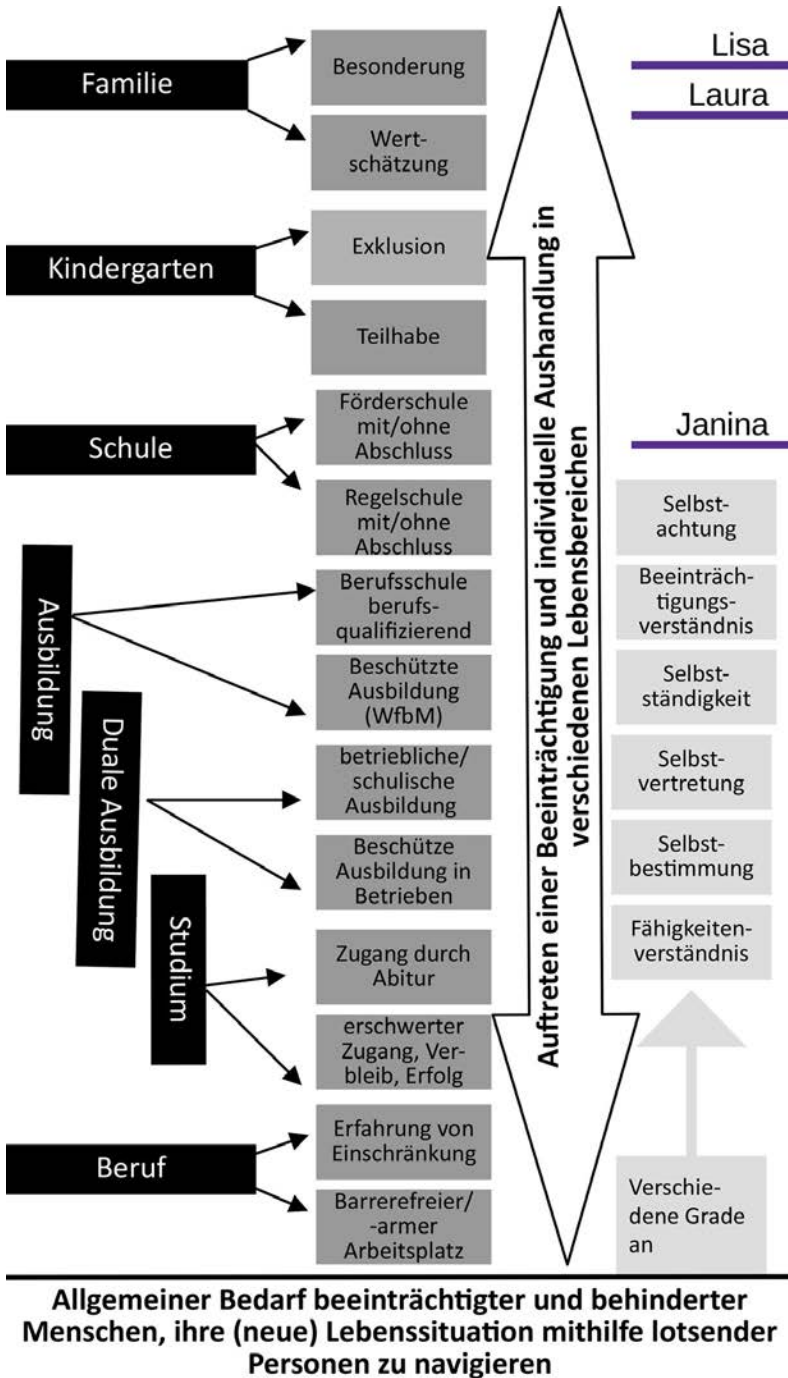 Familie
Besonderung
Wert-
schätzung
Kindergarten
Exklusion
Teilhabe
Schule
Förderschule
mit/ohne
Abschluss
Regelschule
mit/ohne
Abschluss
Ausbildung
Berufsschule
berufs-
qualifizierend
Beschützte
Ausbildung
(WfbM)
Duale Ausbildung
betriebliche/
schulische
Ausbildung
Beschütze
Ausbildung in
Betrieben
Studium
Zugang durch
Abitur
erschwerter
Zugang, Ver-
bleib, Erfolg
Beruf
Erfahrung von
Einschränkung
Barrerefreier/
-armer
Arbeitsplatz
Auftreten einer Beeinträchtigung und individuelle Aushandlung in
verschiedenen Lebensbereichen
Lisa
Laura
Janina
Selbst-
achtung
Beeinträch-
tigungs-
verständnis
Selbst-
ständigkeit
Selbst-
vertretung
Selbst-
bestimmung
Fähigkeiten-
verständnis
Verschie-
dene Grade
an
Allgemeiner Bedarf beeinträchtigter und behinderter
Menschen, ihre (neue) Lebenssituation mithilfe lotsender
Personen zu navigieren